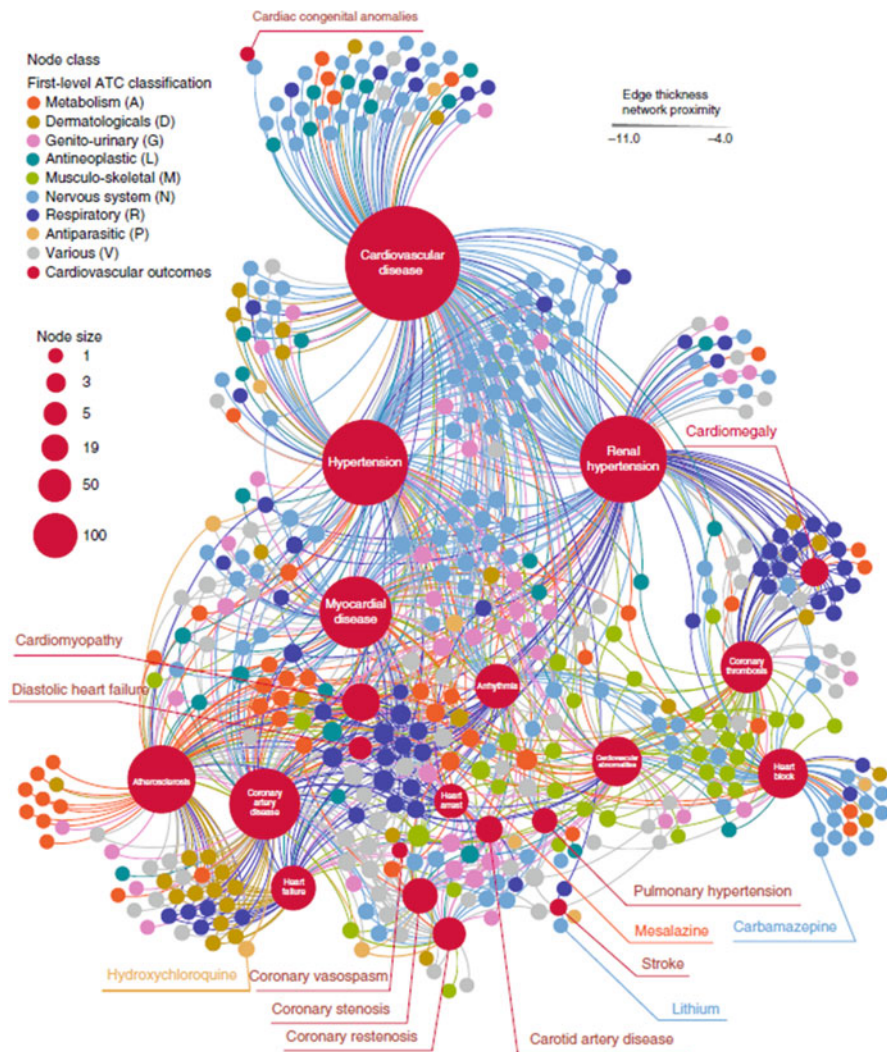 Cardiac congenital anomalies
Node class
First-level ATC classification
Metabolism (A)
Dermatologicals (D)
Genito-urinary (G)
Antineoplastic (L)
Musculo-skeletal (M)
Nervous system (N)
Respiratory (R)
Antiparasitic (P)
Various (V)
Cardiovascular outcomes
Edge thickness
network proximity
–11.0
–4.0
Node size
1
3
5
19
50
100
Cardiovascular
disease
Hypertension
Renal
hypertension
Cardiomegaly
Myocardial
disease
Cardiomyopathy
Diastolic heart failure
Arrhythmia
Coronary
thrombosis
Atherosclerosis
Coronary
artery
disease
Heart
arrest
Cardiovascular
abnormalities
Heart
block
Heart
failure
Pulmonary hypertension
Mesalazine
Carbamazepine
Hydroxychloroquine
Coronary vasospasm
Stroke
Coronary stenosis
Lithium
Coronary restenosis
Carotid artery disease